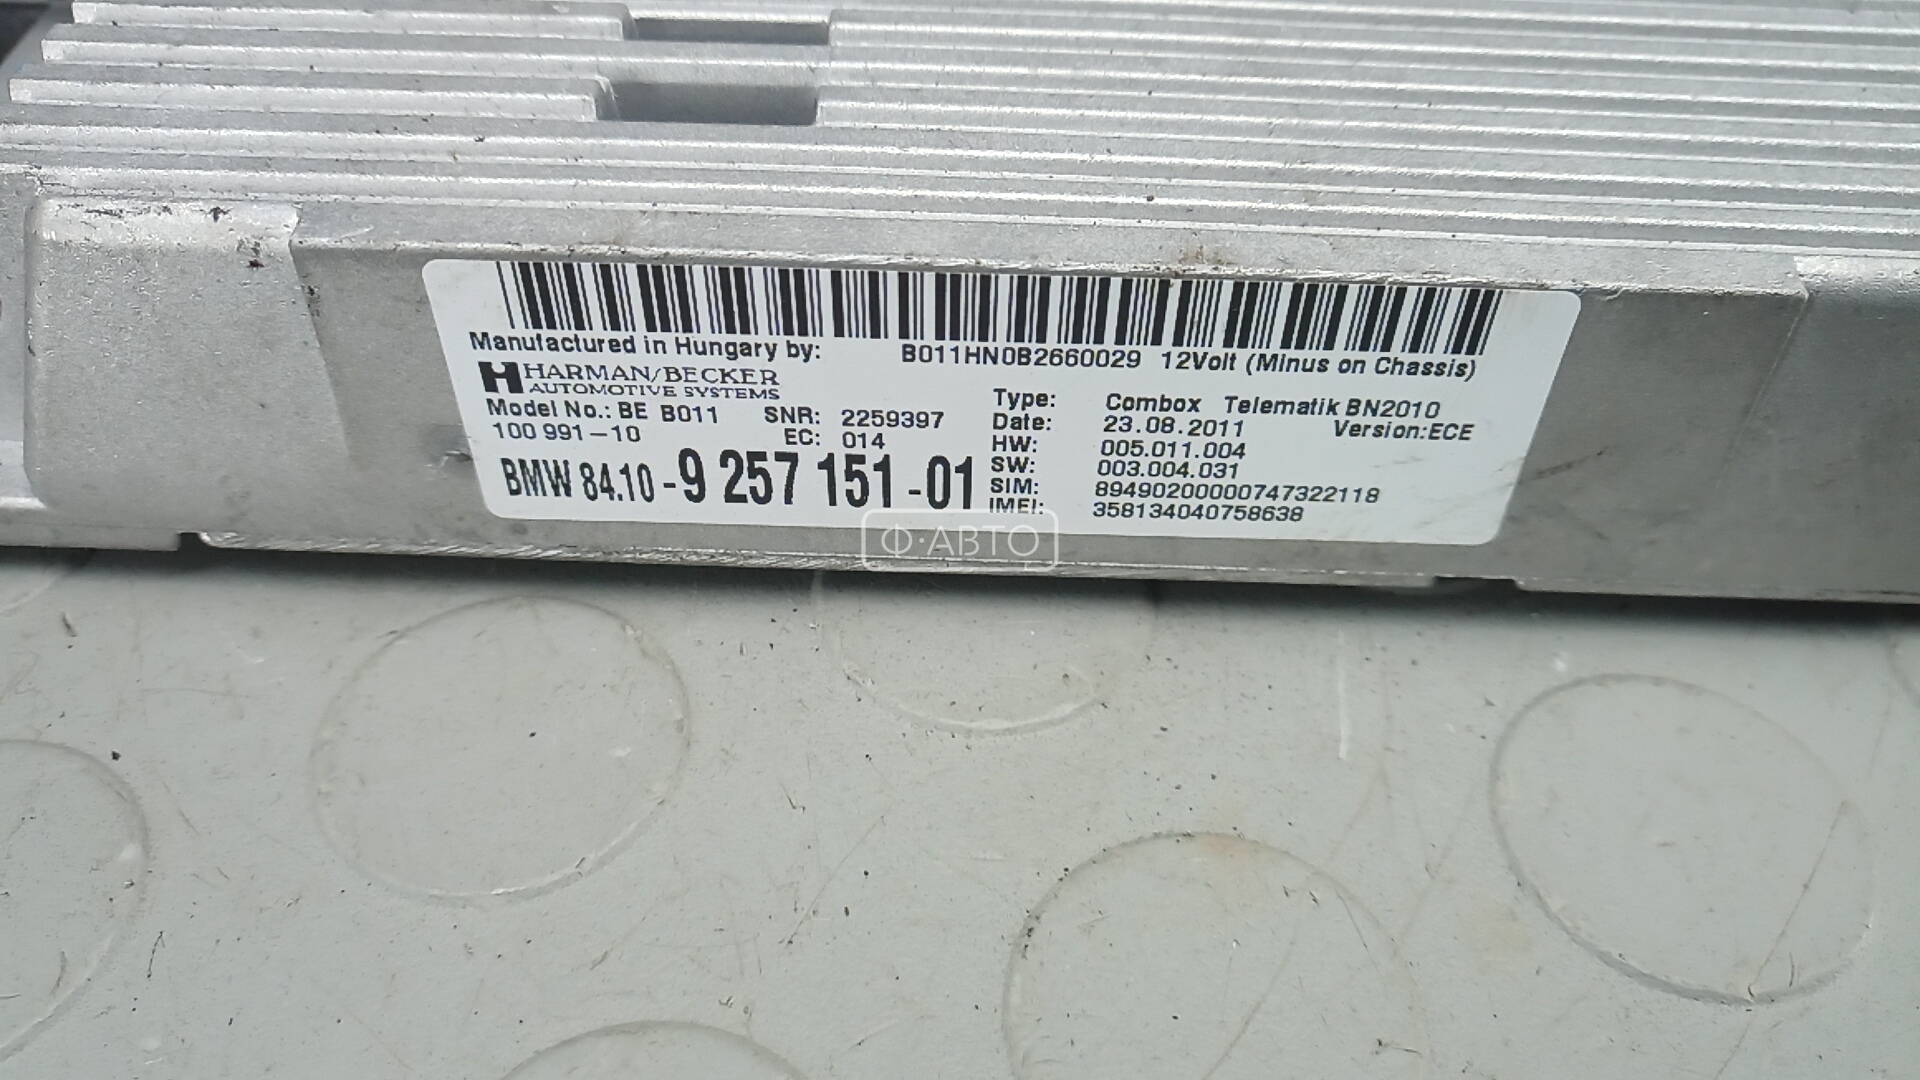 Manufactured in Hungary by: B011HN0B2660029 12Volt (Minus on Chassis)
HARMAN/BECKER
AUTOMOTIVE SYSTEMS
Model No.: BE B011 SNR: 2259397
100 991-10 EC: 014
BMW 84.10 - 9 257 151 - 01
Type: Combox Telematik BN2010
Date: 23.08.2011 Version:ECE
HW: 005.011.004
SW: 003.004.031
SIM: 89490200000747322118
IMEI: 358134040758638
Ф·АВТО